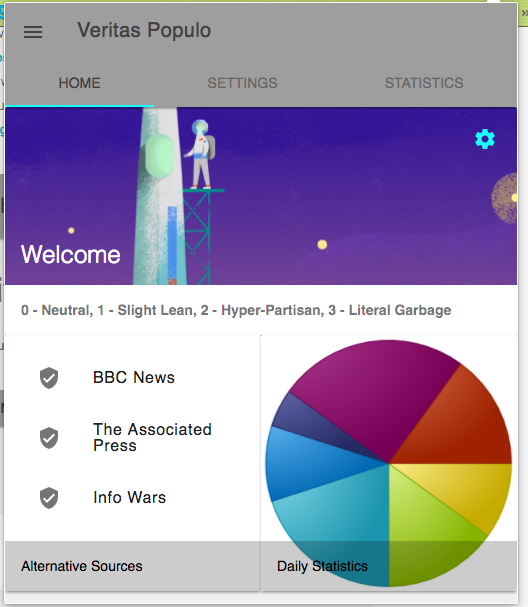 Veritas Populo
HOME SETTINGS STATISTICS
Welcome
0 - Neutral, 1 - Slight Lean, 2 - Hyper-Partisan, 3 - Literal Garbage
BBC News
The Associated
Press
Info Wars
Alternative Sources
Daily Statistics